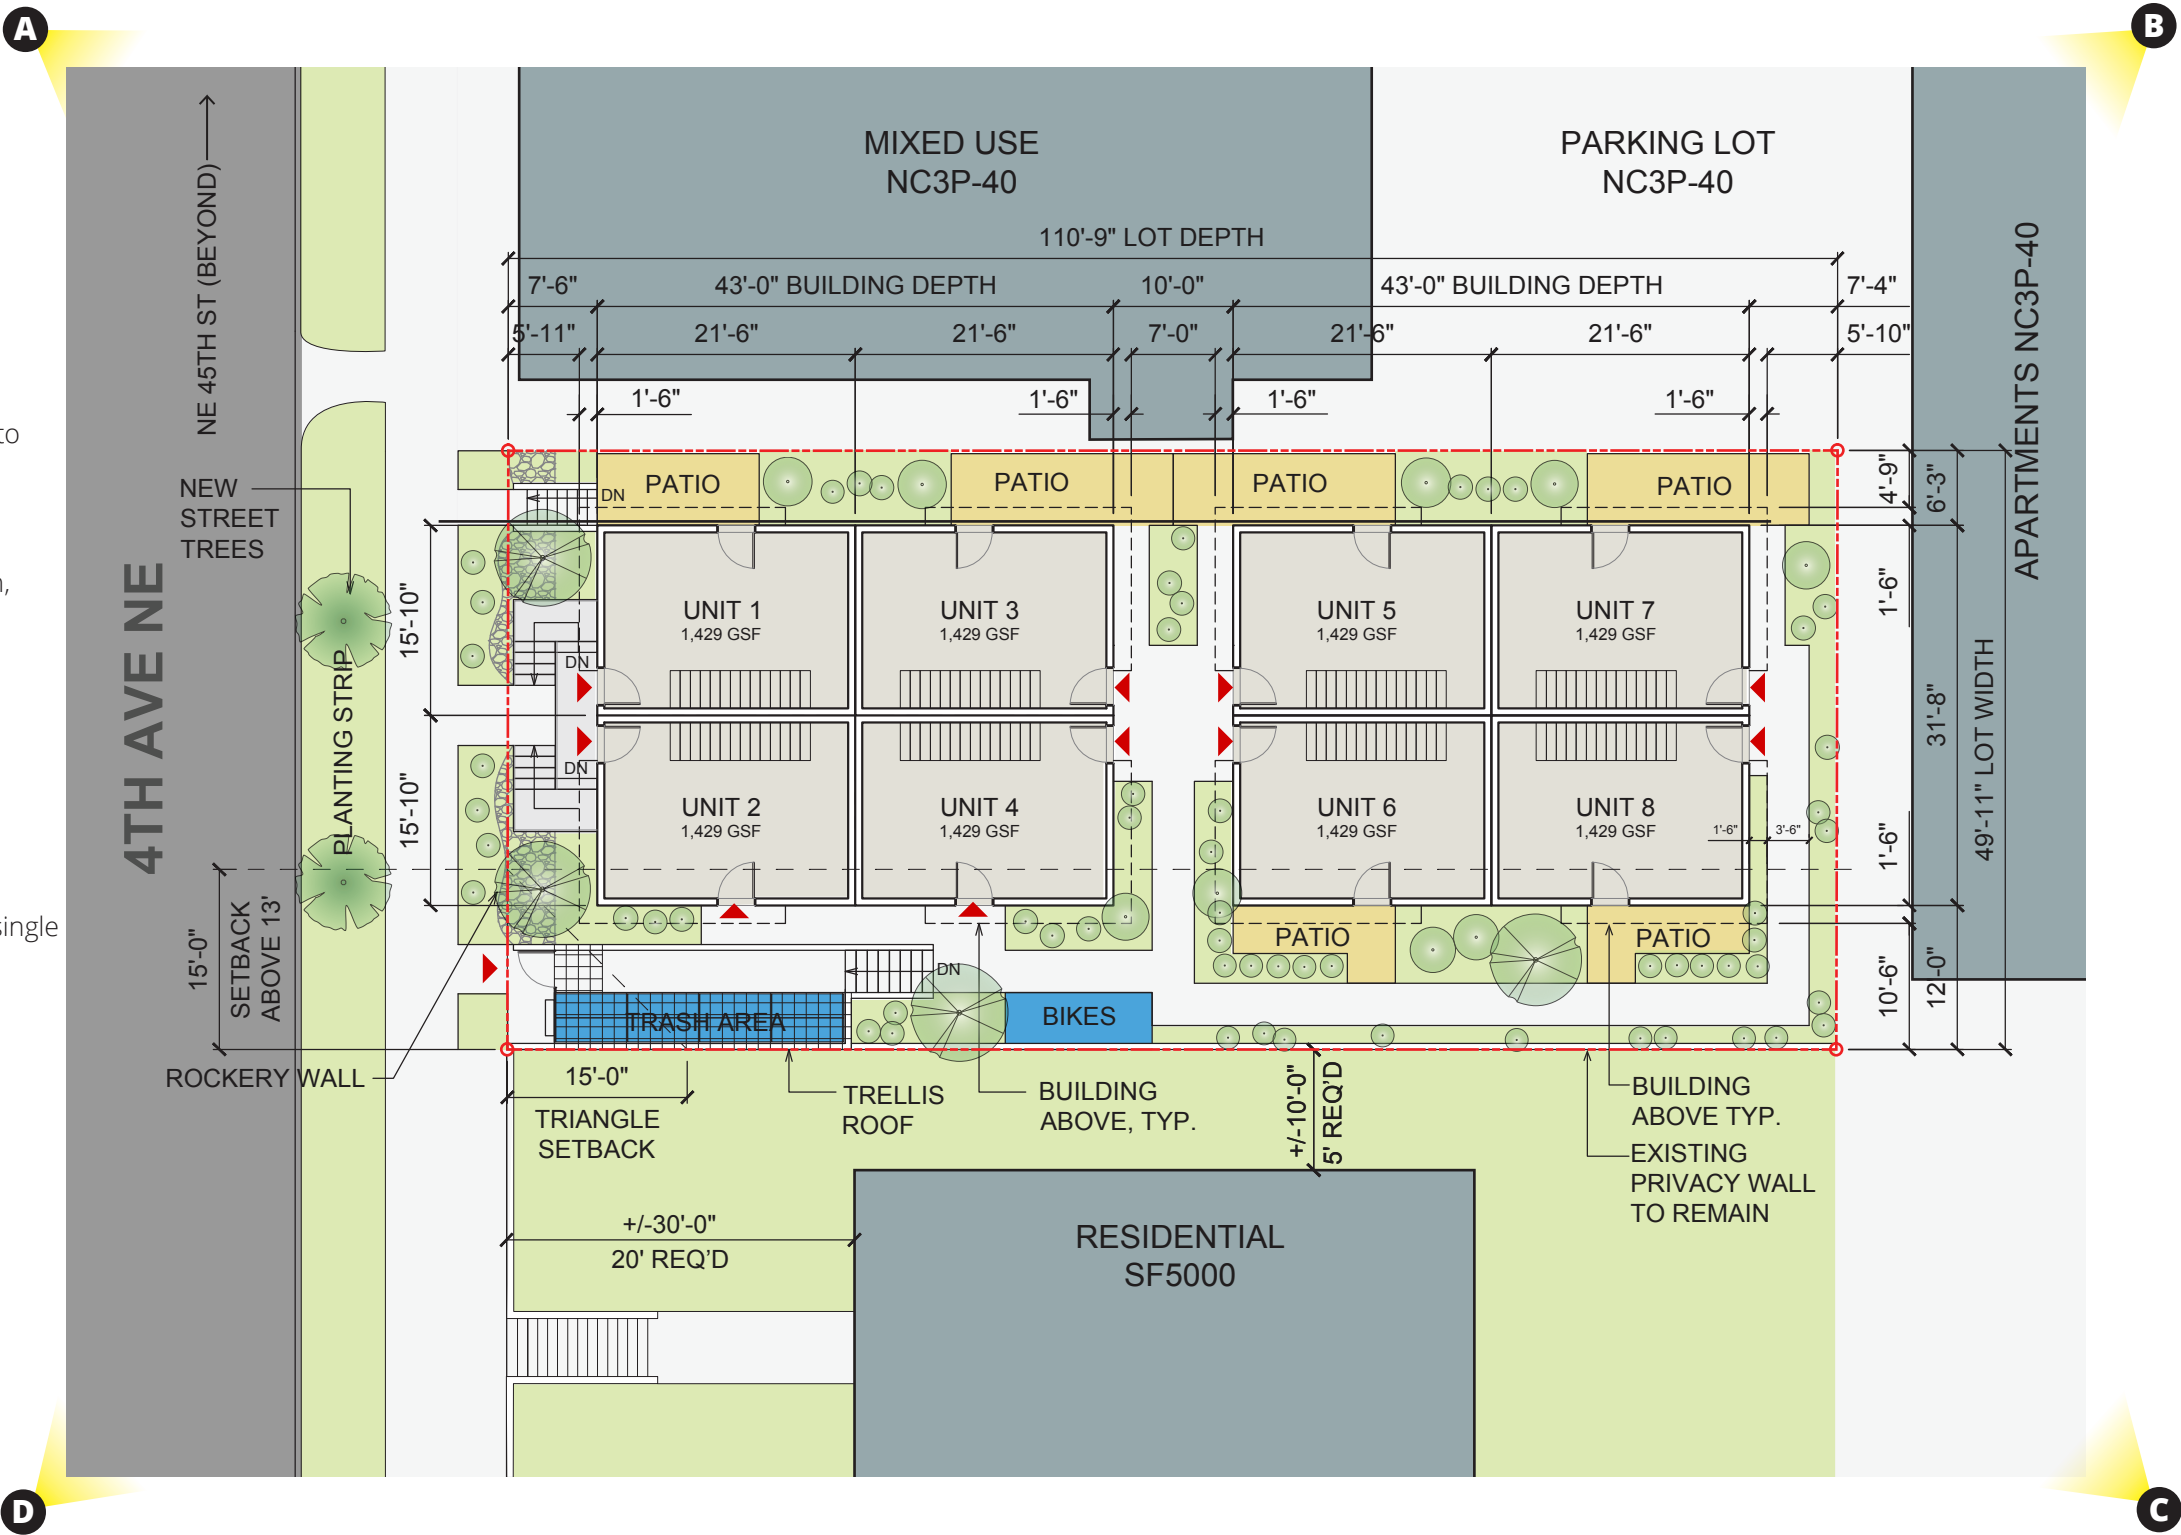 A
B
MIXED USE
NC3P-40
PARKING LOT
NC3P-40
110'-9" LOT DEPTH
7'-6"
43'-0" BUILDING DEPTH
10'-0"
43'-0" BUILDING DEPTH
7'-4"
5'-11"
21'-6"
21'-6"
7'-0"
21'-6"
21'-6"
5'-10"
1'-6"
1'-6"
1'-6"
1'-6"
NE 45TH ST (BEYOND)
4TH AVE NE
APARTMENTS NC3P-40
to
NEW
STREET
TREES
PLANTING STRIP
DN
PATIO
PATIO
PATIO
PATIO
4'-9"
6'-3"
15'-10"
UNIT 1
1,429 GSF
UNIT 3
1,429 GSF
UNIT 5
1,429 GSF
UNIT 7
1,429 GSF
1'-6"
DN
31'-8"
49'-11" LOT WIDTH
DN
15'-10"
UNIT 2
1,429 GSF
UNIT 4
1,429 GSF
UNIT 6
1,429 GSF
UNIT 8
1,429 GSF
1'-6"
3'-6"
1'-6"
single
15'-0"
SETBACK
ABOVE 13'
PATIO
PATIO
DN
10'-6"
12'-0"
TRASH AREA
BIKES
ROCKERY WALL
15'-0"
TRIANGLE
SETBACK
TRELLIS
ROOF
BUILDING
ABOVE, TYP.
+/-10'-0"
5' REQ'D
BUILDING
ABOVE TYP.
EXISTING
PRIVACY WALL
TO REMAIN
+/-30'-0"
20' REQ'D
RESIDENTIAL
SF5000
D
C